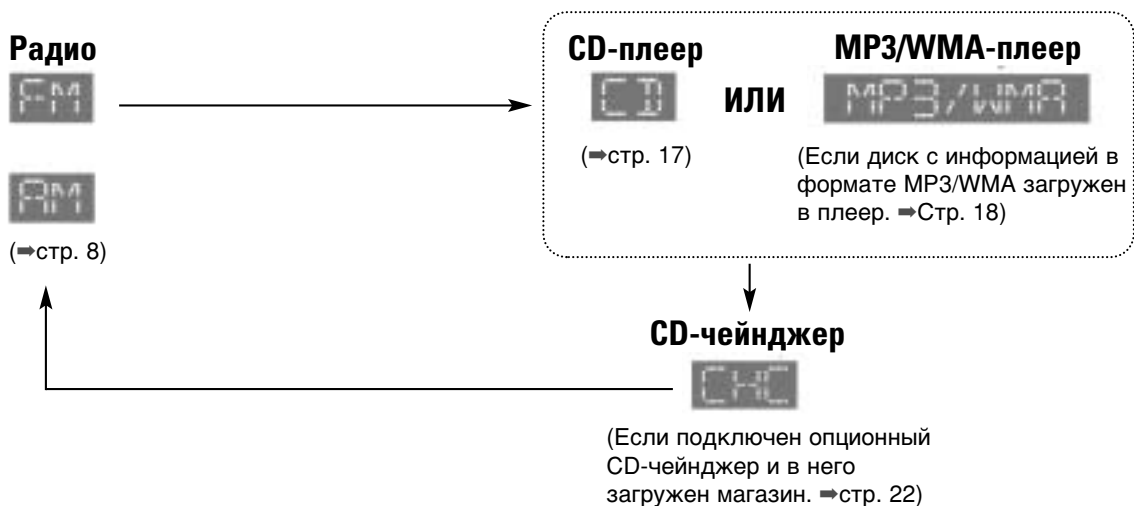 Радио
FM
AM
(➡стр. 8)
CD-плеер
CD
(➡стр. 17)
ИЛИ
MP3/WMA-плеер
MP3/WMA
(Если диск с информацией в
формате MP3/WMA загружен
в плеер. ➡Стр. 18)
CD-чейнджер
CHC
(Если подключен опционный
CD-чейнджер и в него
загружен магазин. ➡стр. 22)